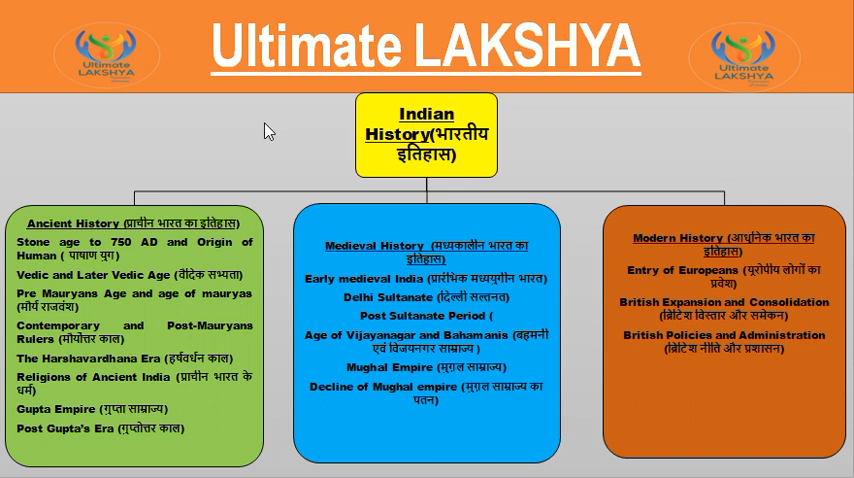 Ultimate LAKSHYA
Ultimate
LAKSHYA
Ultimate
LAKSHYA
Indian
History(भारतीय
इतिहास)
Ancient History (प्राचीन भारत का इतिहास)
Stone age to 750 AD and Origin of
Human ( पाषाण युग)
Vedic and Later Vedic Age (वैदिक सभ्यता)
Pre Mauryans Age and age of mauryas
(मौर्य राजवंश)
Contemporary and Post-Mauryans
Rulers (मौर्योत्तर काल)
The Harshavardhana Era (हर्षवर्धन काल)
Religions of Ancient India (प्राचीन भारत के
धर्म)
Gupta Empire (गुप्ता साम्राज्य)
Post Gupta's Era (गुप्तोत्तर काल)
Medieval History (मध्यकालीन भारत का
इतिहास)
Early medieval India (प्रारंभिक मध्ययुगीन भारत)
Delhi Sultanate (दिल्ली सल्तनत)
Post Sultanate Period (
Age of Vijayanagar and Bahamanis (बहमनी
एवं विजयनगर साम्राज्य )
Mughal Empire (मुग़ल साम्राज्य)
Decline of Mughal empire (मुग़ल साम्राज्य का
पतन)
Modern History (आधुनिक भारत का
इतिहास)
Entry of Europeans (यूरोपीय लोगों का
प्रवेश)
British Expansion and Consolidation
(ब्रिटिश विस्तार और समेकन)
British Policies and Administration
(ब्रिटिश नीति और प्रशासन)